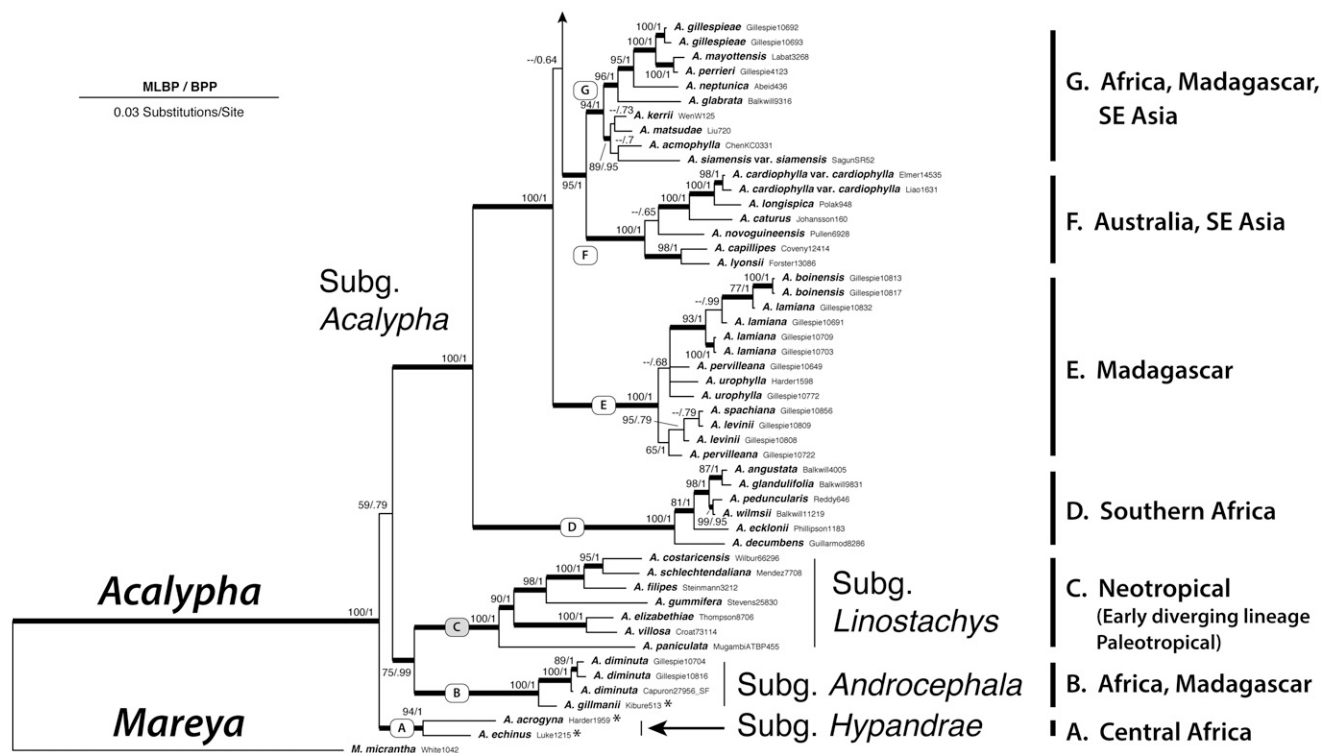 MLBP / BPP
0.03 Substitutions/Site
--/0.64
100/1
A. gillespieae Gillespie10692
A. gillespieae Gillespie10693
100/1
A. mayottensis Labat3268
95/1
100/1
A. perrieri Gillespie4123
96/1
A. neptunica Abeid436
G
94/1
A. glabrata Balkwill9316
--/.73
A. kerrii WenW125
A. matsudae Liu720
--/.7
A. acmophylla ChenKC0331
89/.95
A. siamensis var. siamensis SagunSR52
95/1
98/1
A. cardiophylla var. cardiophylla Elmer14535
100/1
A. cardiophylla var. cardiophylla Liao1631
100/1
A. longispica Polak948
--/.65
A. caturus Johansson160
100/1
A. novoguineensis Pullen6928
F
98/1
A. capillipes Coveny12414
A. lyonsii Forster13086
100/1
100/1
A. boinensis Gillespie10813
77/1
A. boinensis Gillespie10817
--/.99
A. lamiana Gillespie10832
93/1
A. lamiana Gillespie10691
A. lamiana Gillespie10709
100/1
A. lamiana Gillespie10703
--/.68
A. pervilleana Gillespie10649
A. urophylla Harder1598
E
100/1
A. urophylla Gillespie10772
--/.79
A. spachiana Gillespie10856
95/.79
A. levinii Gillespie10809
A. levinii Gillespie10808
65/1
A. pervilleana Gillespie10722
Subg.
Acalypha
100/1
87/1
A. angustata Balkwill4005
98/1
A. glandulifolia Balkwill9831
81/1
A. peduncularis Reddy646
A. wilmsii Balkwill11219
99/.95
D
100/1
A. ecklonii Phillipson1183
A. decumbens Guillarmod8286
59/.79
95/1
A. costaricensis Wilbur66296
100/1
A. schlechtendaliana Mendez7708
98/1
A. filipes Steinmann3212
90/1
A. gummifera Stevens25830
100/1
A. elizabethiae Thompson8706
C
100/1
A. villosa Croat73114
A. paniculata MugambiATBP455
Subg.
Linostachys
Acalypha
100/1
75/.99
89/1
A. diminuta Gillespie10704
100/1
A. diminuta Gillespie10816
B
100/1
A. diminuta Capuron27956_SF
A. gillmanii Kibure513 *
Subg. Androcephala
94/1
A
A. acrogyna Harder1959 *
A. echinus Luke1215 *
Subg. Hypandrae
Mareya
M. micrantha White1042
G. Africa, Madagascar,
SE Asia
F. Australia, SE Asia
E. Madagascar
D. Southern Africa
C. Neotropical
(Early diverging lineage
Paleotropical)
B. Africa, Madagascar
A. Central Africa